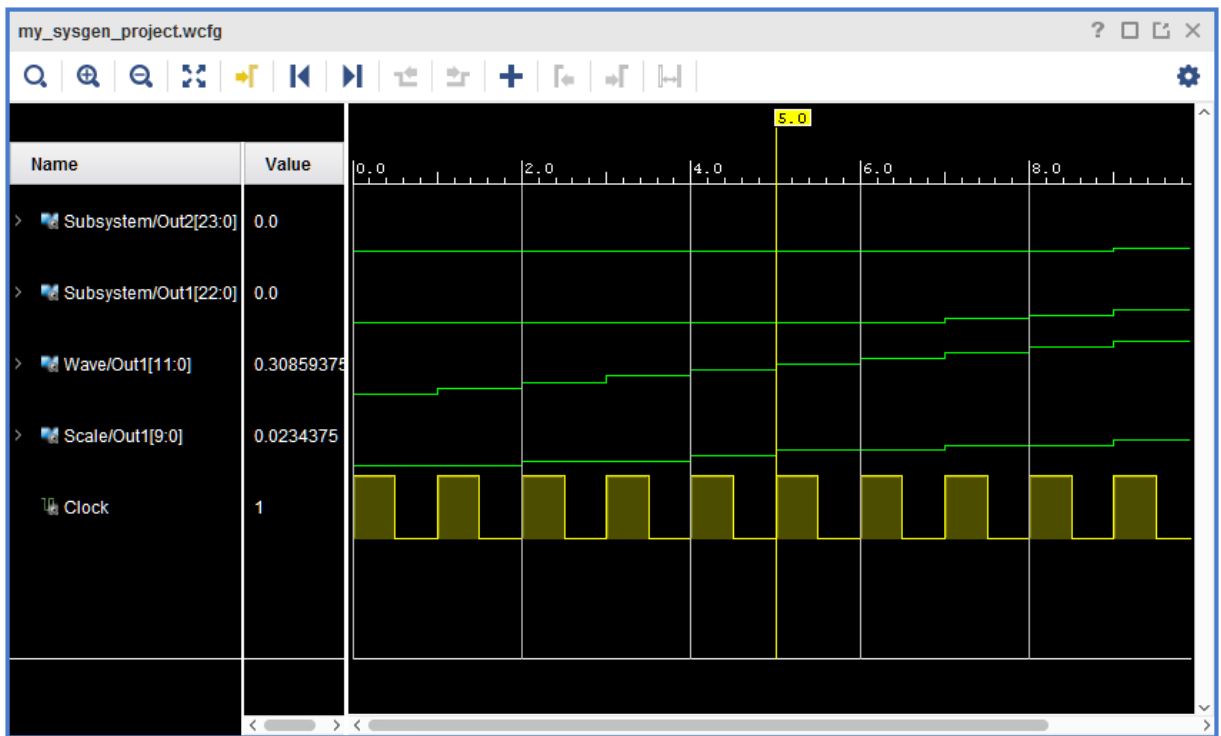 my_sysgen_project.wcfg
?
5.0
Name Value 0.0 2.0 4.0 6.0 8.0
Subsystem/Out2[23:0] 0.0
Subsystem/Out1[22:0] 0.0
Wave/Out1[11:0] 0.30859375
Scale/Out1[9:0] 0.0234375
Clock 1